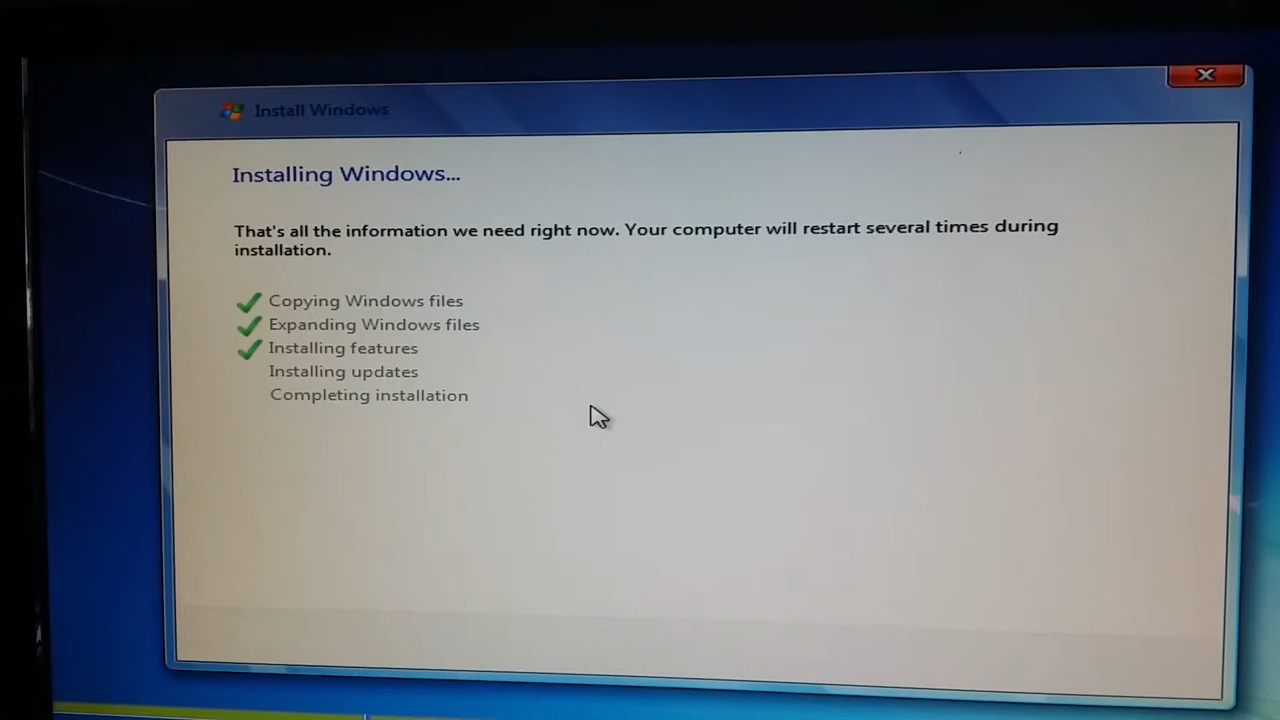 Install Windows
Installing Windows...
That's all the information we need right now. Your computer will restart several times during
installation.
Copying Windows files
Expanding Windows files
Installing features
Installing updates
Completing installation